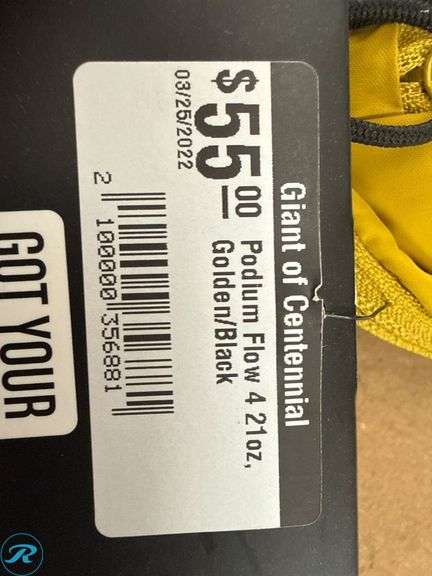 Giant of Centennial
Podium Flow 4 21oz,
Golden/Black
$55.00
03/25/2022
2 100000 356881
GOT YOUR
R